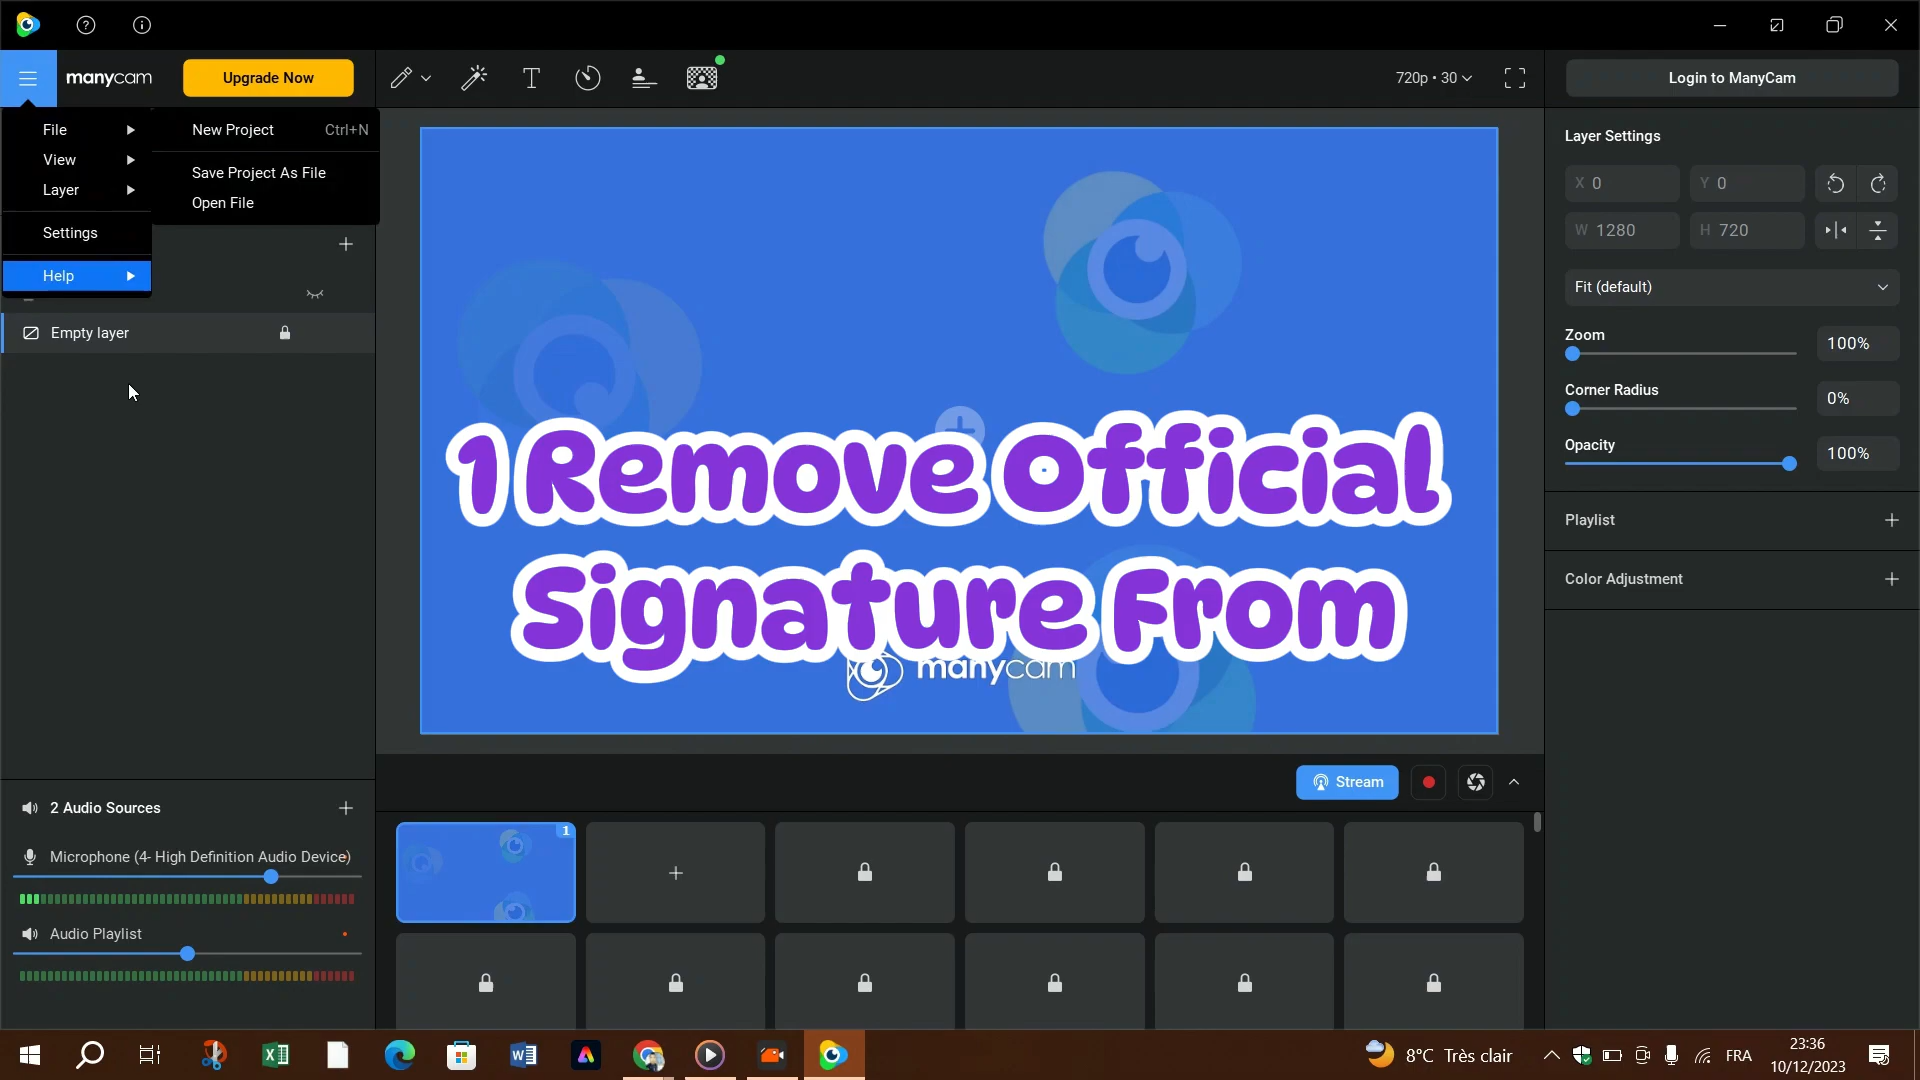 manycam
Upgrade Now
720p • 30
Login to ManyCam
File
View
Layer
Settings
Help
New Project Ctrl+N
Save Project As File
Open File
Empty layer
1 Remove Official
Signature From
manycam
Layer Settings
X 0
Y 0
W 1280
H 720
Fit (default)
Zoom
100%
Corner Radius
0%
Opacity
100%
Playlist
Color Adjustment
Stream
1
2 Audio Sources
Microphone (4- High Definition Audio Device)
Audio Playlist
8°C Très clair
FRA
23:36
10/12/2023